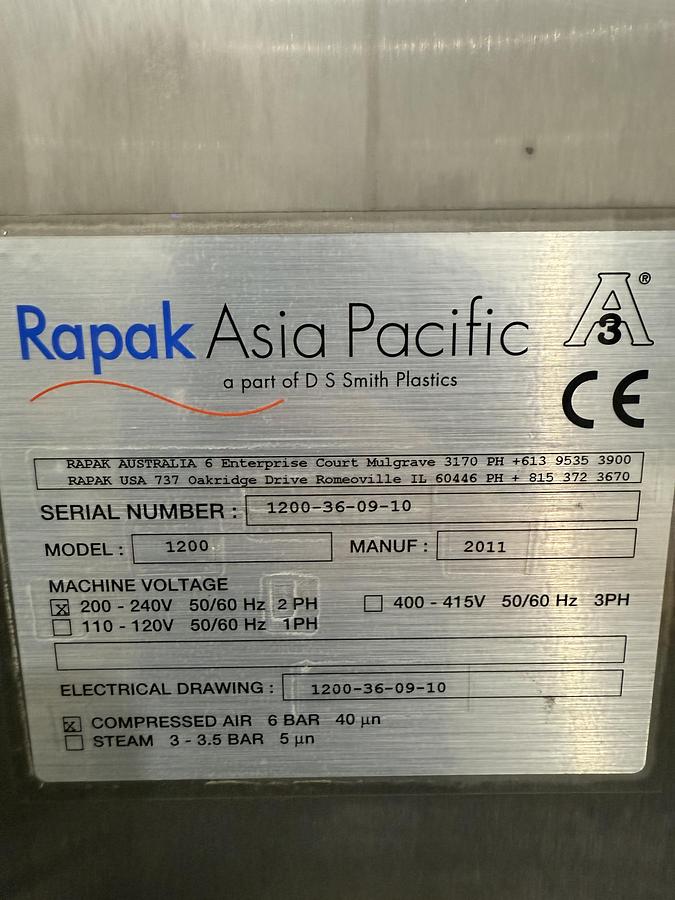 Rapak Asia Pacific
a part of D S Smith Plastics
A ®
3
CE
RAPAK AUSTRALIA 6 Enterprise Court Mulgrave 3170 PH +613 9535 3900
RAPAK USA 737 Oakridge Drive Romeoville IL 60446 PH + 815 372 3670
SERIAL NUMBER : 1200-36-09-10
MODEL : 1200 MANUF : 2011
MACHINE VOLTAGE
x 200 - 240V 50/60 Hz 2 PH 400 - 415V 50/60 Hz 3PH
110 - 120V 50/60 Hz 1PH
ELECTRICAL DRAWING : 1200-36-09-10
x COMPRESSED AIR 6 BAR 40 µn
STEAM 3 - 3.5 BAR 5 µn